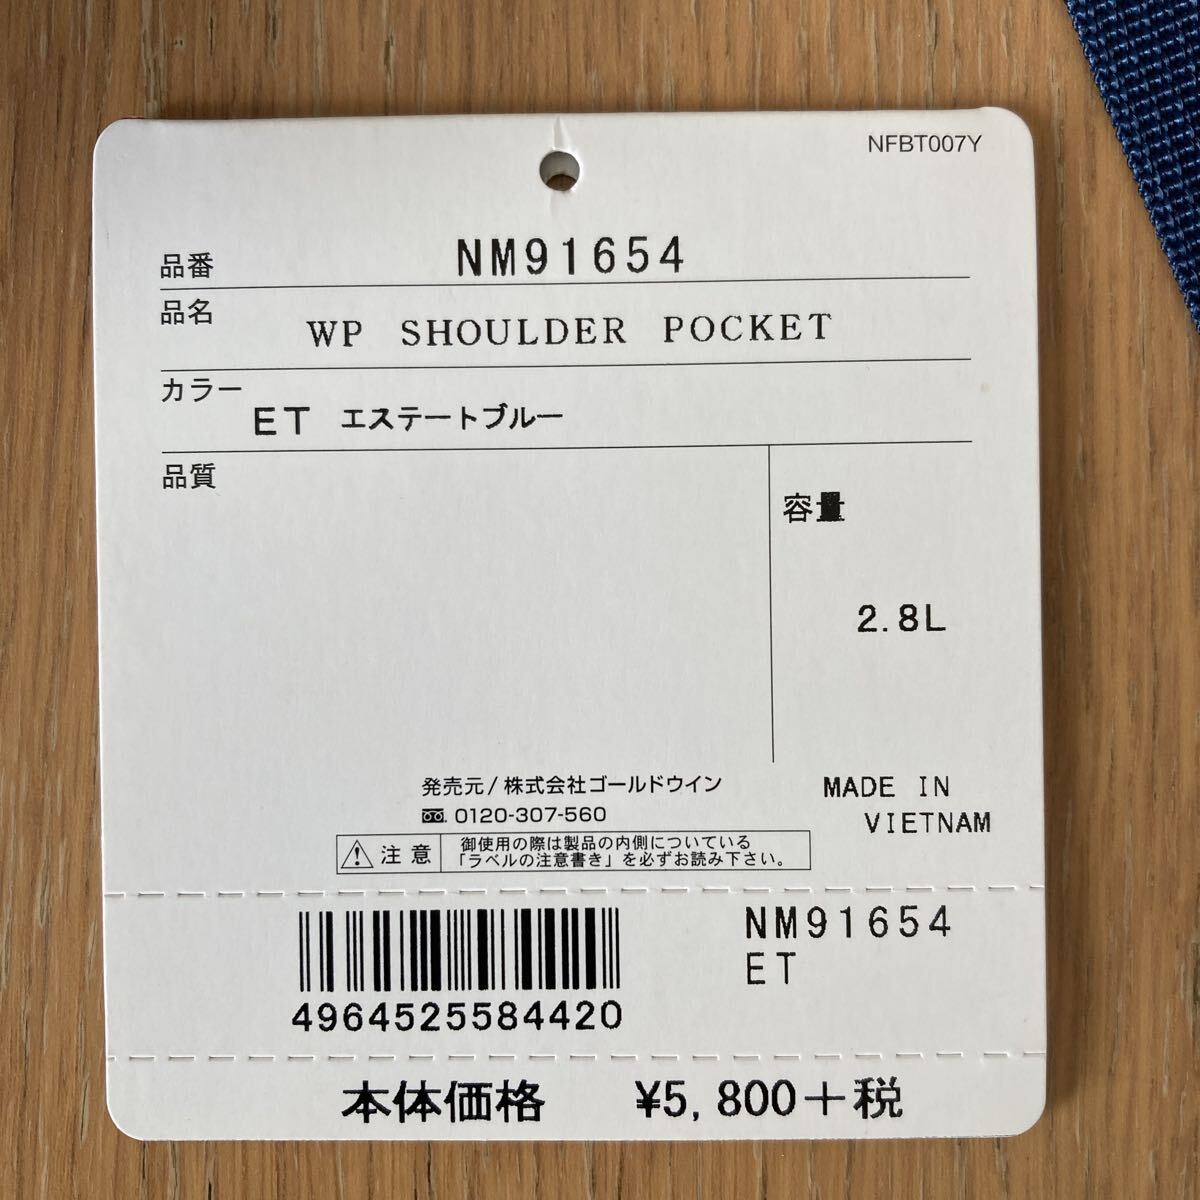 NFBT007Y
品番 NM91654
品名 WP SHOULDER POCKET
カラー
ET エステートブルー
品質
容量
2.8L
発売元/株式会社ゴールドウイン
0120-307-560
MADE IN
VIETNAM
注意
御使用の際は製品の内側についている
「ラベルの注意書き」を必ずお読み下さい。
NM91654
ET
4964525584420
本体価格 ¥5,800+税